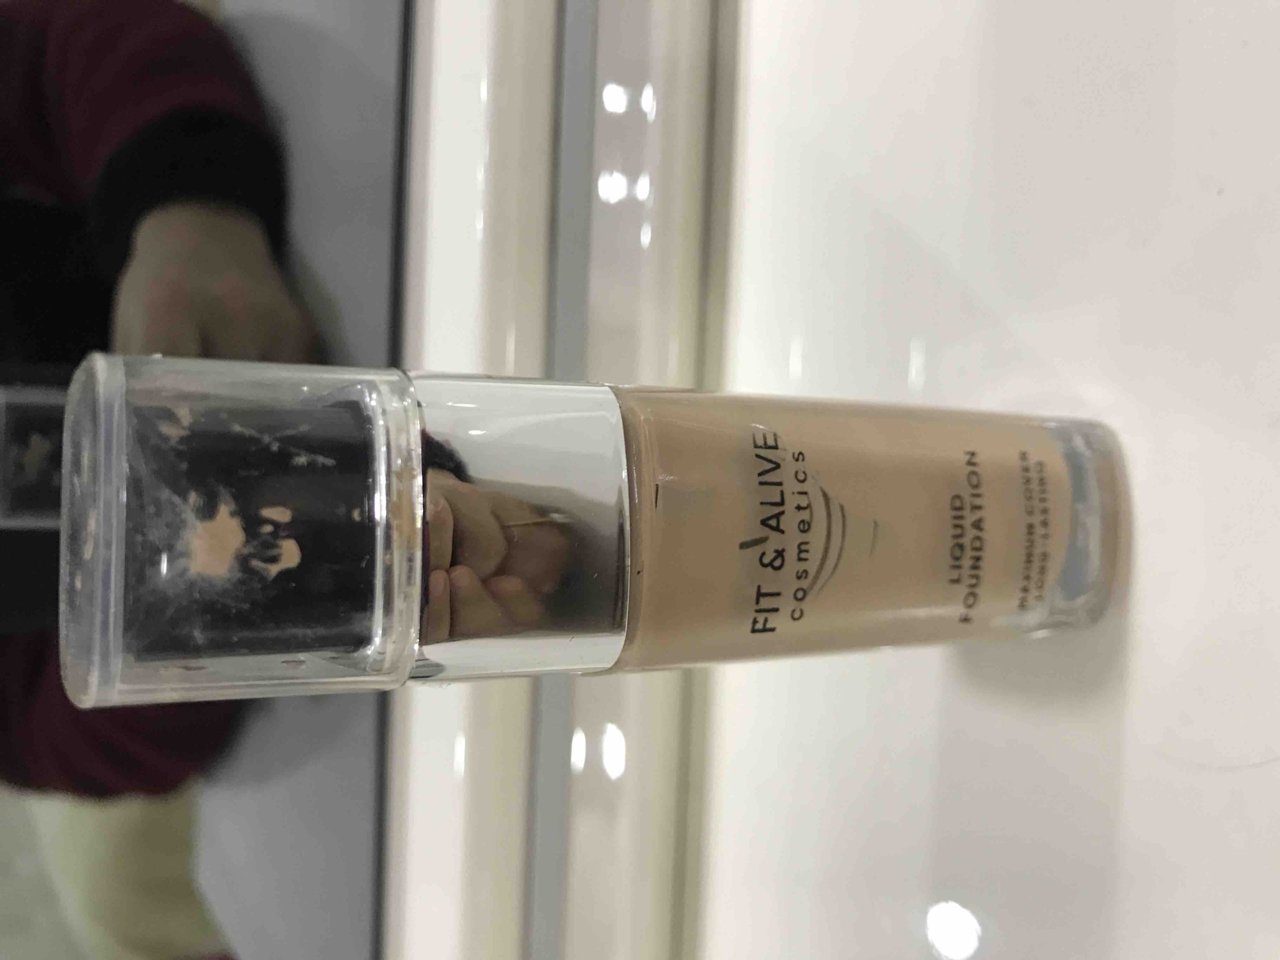 FIT & ALIVE
cosmetics
LIQUID
FOUNDATION
MAXIMUM COVER
LONG-LASTING